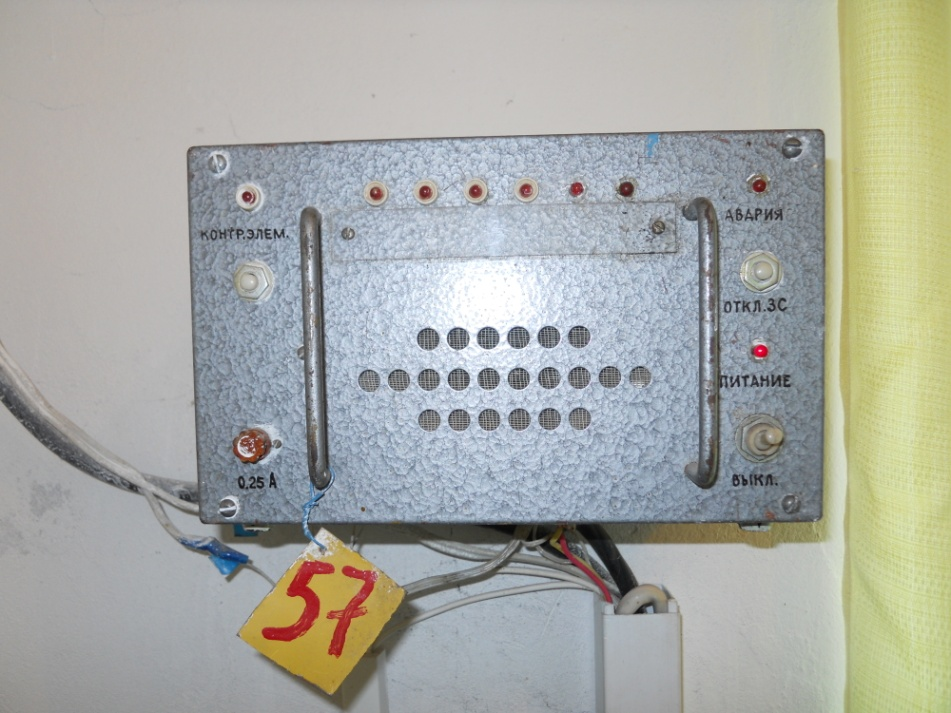 КОНТР.ЭЛЕМ.
АВАРИЯ
ОТКЛ.ЗС
ПИТАНИЕ
0,25 А
ВЫКЛ.
57